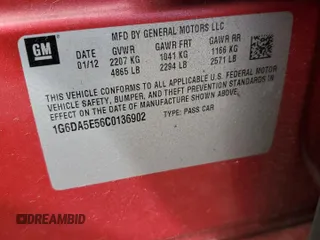 GM
MFD BY GENERAL MOTORS LLC
01/12 GVWR GAWR FRT GAWR RR
2207 KG 1041 KG 1166 KG
4865 LB 2294 LB 2571 LB
THIS VEHICLE CONFORMS TO ALL APPLICABLE U.S. FEDERAL MOTOR
VEHICLE SAFETY, BUMPER, AND THEFT PREVENTION STANDARDS IN
EFFECT ON THE DATE OF MANUFACTURE SHOWN ABOVE.
1G6DA5E56C0136902 TYPE: PASS CAR
DREAMBID